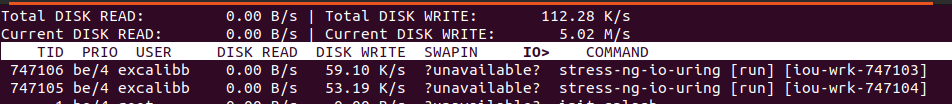 Total DISK READ: 0.00 B/s | Total DISK WRITE: 112.28 K/s
Current DISK READ: 0.00 B/s | Current DISK WRITE: 5.02 M/s
TID PRIO USER DISK READ DISK WRITE SWAPIN IO> COMMAND
747106 be/4 excalibb 0.00 B/s 59.10 K/s ?unavailable? stress-ng-io-uring [run] [iou-wrk-747103]
747105 be/4 excalibb 0.00 B/s 53.19 K/s ?unavailable? stress-ng-io-uring [run] [iou-wrk-747104]